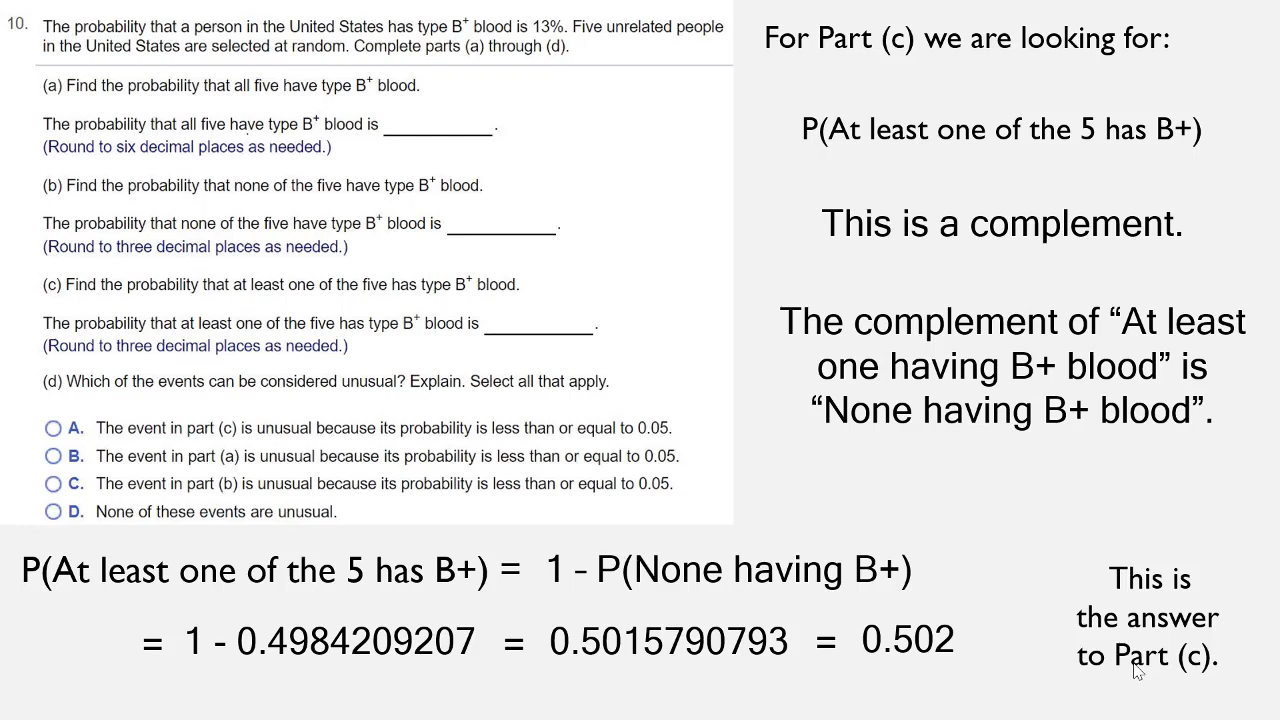 10. The probability that a person in the United States has type B⁺ blood is 13%. Five unrelated people
in the United States are selected at random. Complete parts (a) through (d).
(a) Find the probability that all five have type B⁺ blood.
The probability that all five have type B⁺ blood is ____________.
(Round to six decimal places as needed.)
(b) Find the probability that none of the five have type B⁺ blood.
The probability that none of the five have type B⁺ blood is ____________.
(Round to three decimal places as needed.)
(c) Find the probability that at least one of the five has type B⁺ blood.
The probability that at least one of the five has type B⁺ blood is ____________.
(Round to three decimal places as needed.)
(d) Which of the events can be considered unusual? Explain. Select all that apply.
A. The event in part (c) is unusual because its probability is less than or equal to 0.05.
B. The event in part (a) is unusual because its probability is less than or equal to 0.05.
C. The event in part (b) is unusual because its probability is less than or equal to 0.05.
D. None of these events are unusual.
For Part (c) we are looking for:
P(At least one of the 5 has B+)
This is a complement.
The complement of “At least
one having B+ blood” is
“None having B+ blood”.
P(At least one of the 5 has B+) = 1 - P(None having B+)
= 1 - 0.4984209207 = 0.5015790793 = 0.502
This is
the answer
to Part (c).